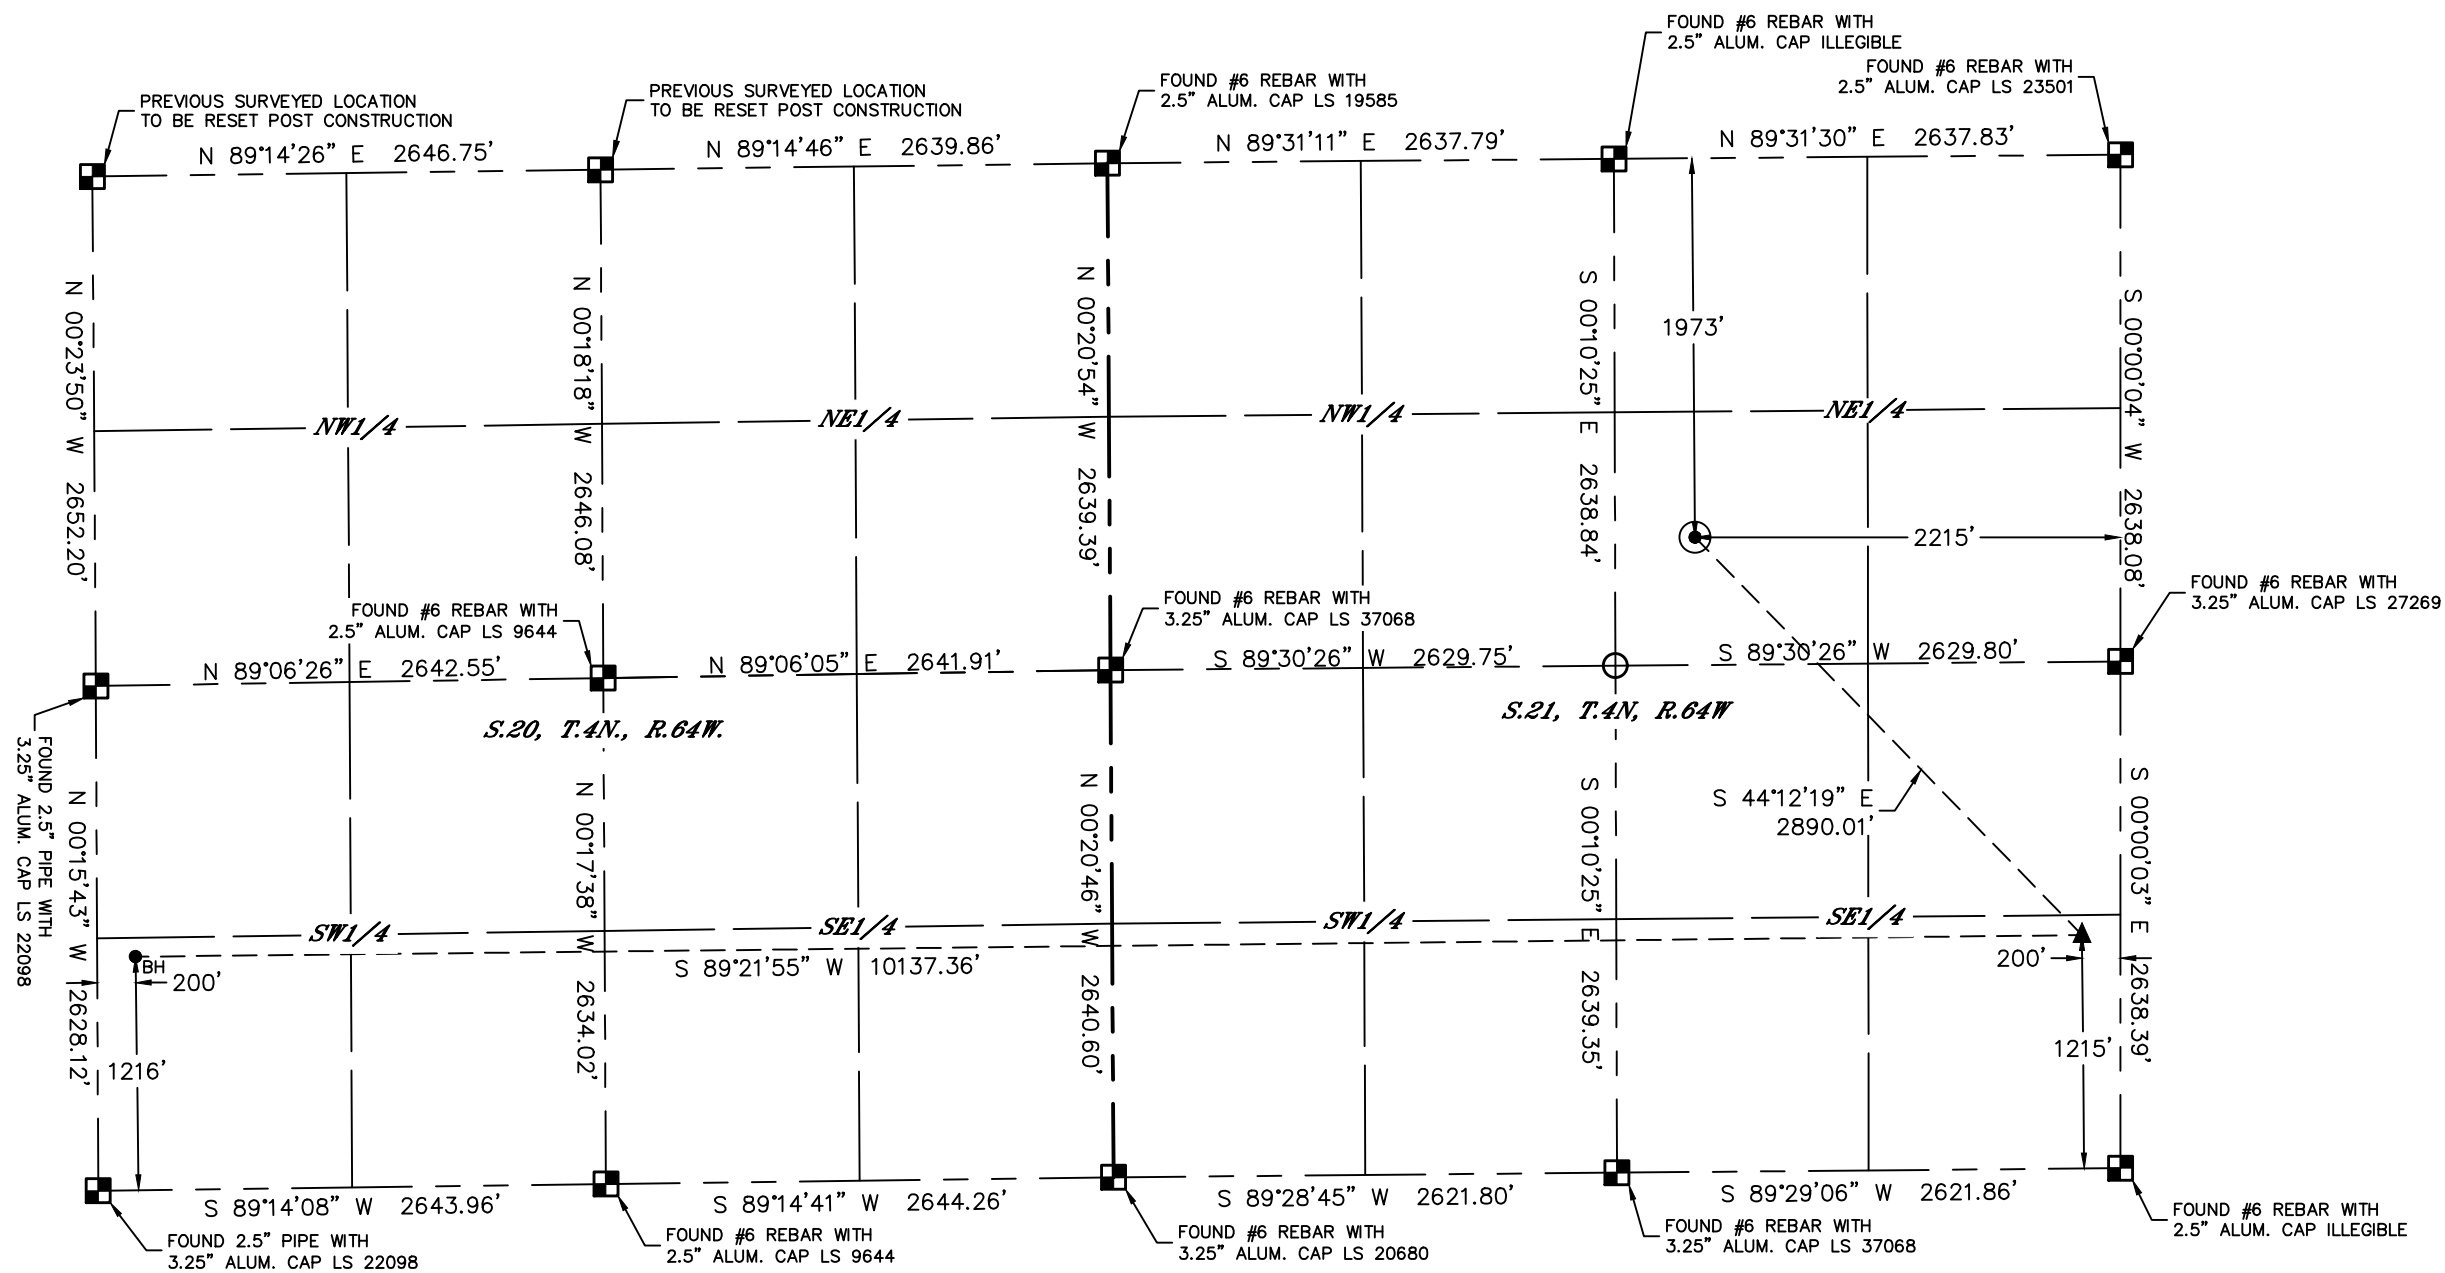 FOUND #6 REBAR WITH
2.5" ALUM. CAP ILLEGIBLE
FOUND #6 REBAR WITH
2.5" ALUM. CAP LS 23501
FOUND #6 REBAR WITH
2.5" ALUM. CAP LS 19585
PREVIOUS SURVEYED LOCATION
TO BE RESET POST CONSTRUCTION
PREVIOUS SURVEYED LOCATION
TO BE RESET POST CONSTRUCTION
N 89°14'26" E 2646.75'
N 89°14'46" E 2639.86'
N 89°31'11" E 2637.79'
N 89°31'30" E 2637.83'
N 00°23'50" W 2652.20'
N 00°18'18" W 2646.08'
N 00°20'54" W 2639.39'
S 00°10'25" E 2638.84'
S 00°00'04" W 2638.08'
1973'
NW1/4
NE1/4
NW1/4
NE1/4
2215'
FOUND #6 REBAR WITH
2.5" ALUM. CAP LS 9644
FOUND #6 REBAR WITH
3.25" ALUM. CAP LS 37068
FOUND #6 REBAR WITH
3.25" ALUM. CAP LS 27269
N 89°06'26" E 2642.55'
N 89°06'05" E 2641.91'
S 89°30'26" W 2629.75'
S 89°30'26" W 2629.80'
S.20, T.4N., R.64W.
S.21, T.4N, R.64W
FOUND 2.5" PIPE WITH
3.25" ALUM. CAP LS 22098
N 00°15'43" W 2628.12'
N 00°17'38" W 2634.02'
N 00°20'46" W 2640.60'
S 00°10'25" E 2639.35'
S 00°00'03" E 2638.39'
S 44°12'19" E
2890.01'
SW1/4
SE1/4
SW1/4
SE1/4
BH
200'
S 89°21'55" W 10137.36'
200'
1216'
1215'
S 89°14'08" W 2643.96'
S 89°14'41" W 2644.26'
S 89°28'45" W 2621.80'
S 89°29'06" W 2621.86'
FOUND 2.5" PIPE WITH
3.25" ALUM. CAP LS 22098
FOUND #6 REBAR WITH
2.5" ALUM. CAP LS 9644
FOUND #6 REBAR WITH
3.25" ALUM. CAP LS 20680
FOUND #6 REBAR WITH
3.25" ALUM. CAP LS 37068
FOUND #6 REBAR WITH
2.5" ALUM. CAP ILLEGIBLE